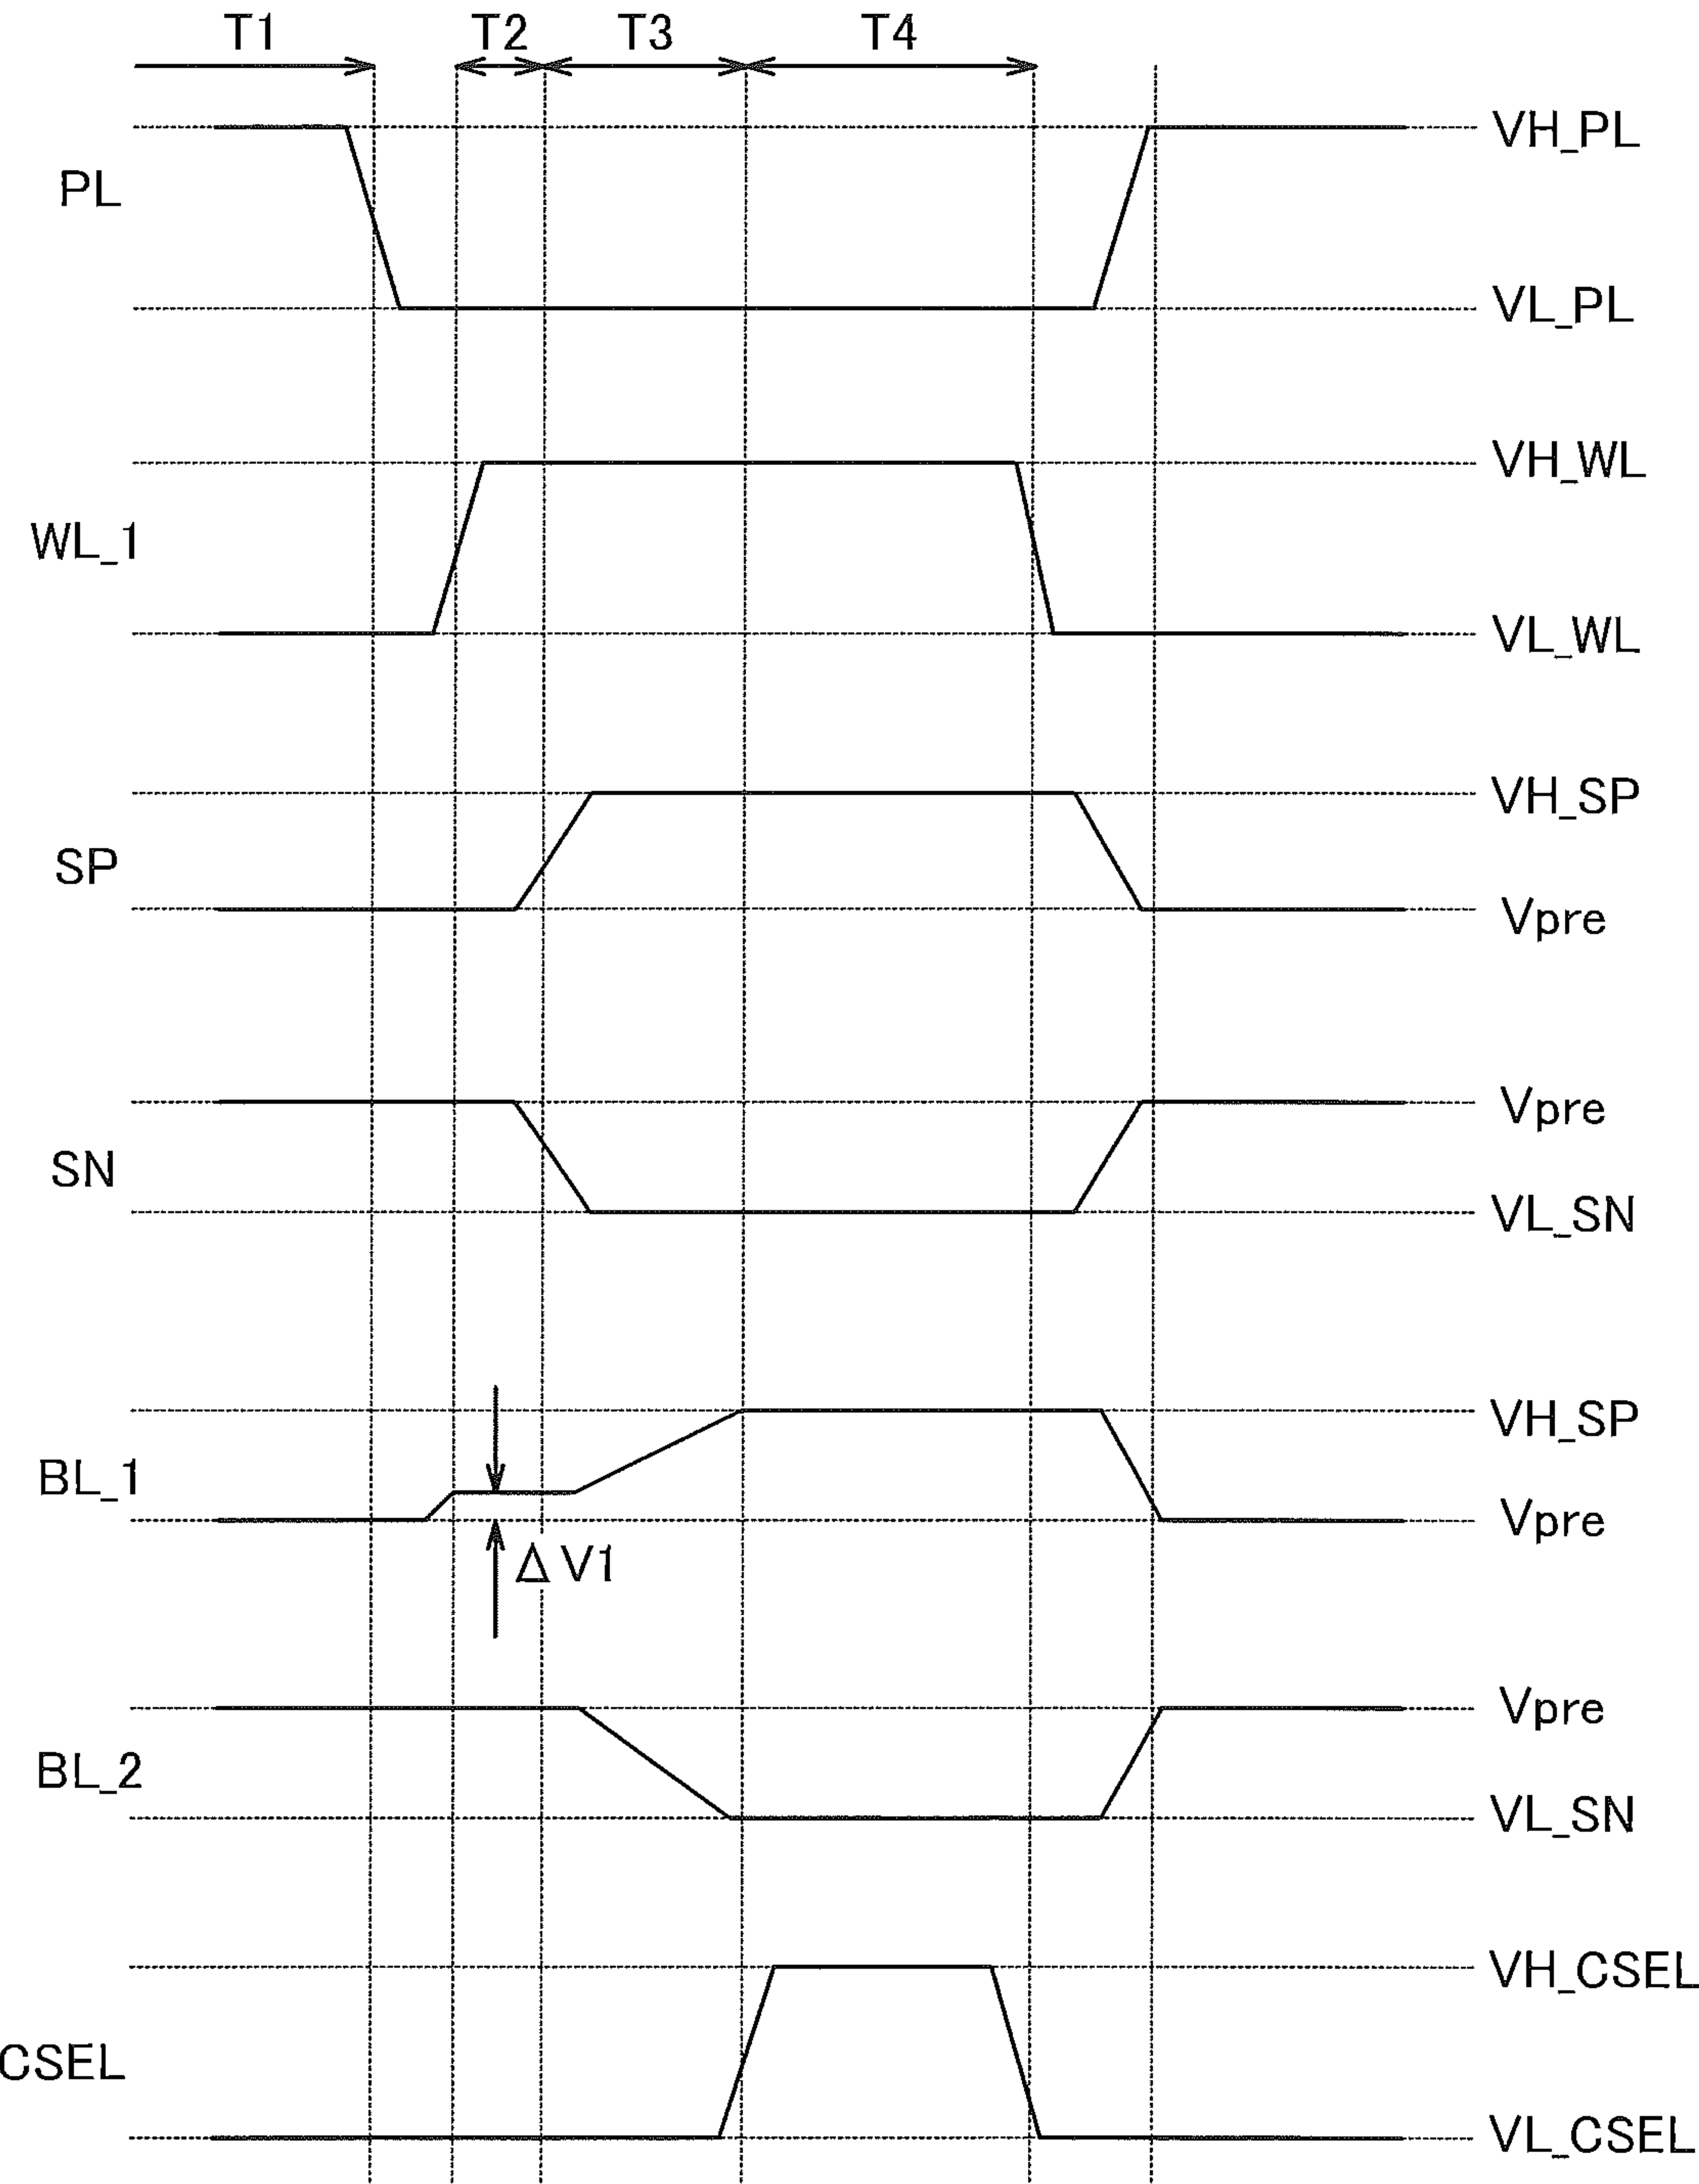 T1 T2 T3 T4
VH_PL
PL
VL_PL
VH_WL
WL_1
VL_WL
VH_SP
SP
Vpre
Vpre
SN
VL_SN
VH_SP
BL_1
Vpre
Δ V1
Vpre
BL_2
VL_SN
VH_CSEL
CSEL
VL_CSEL